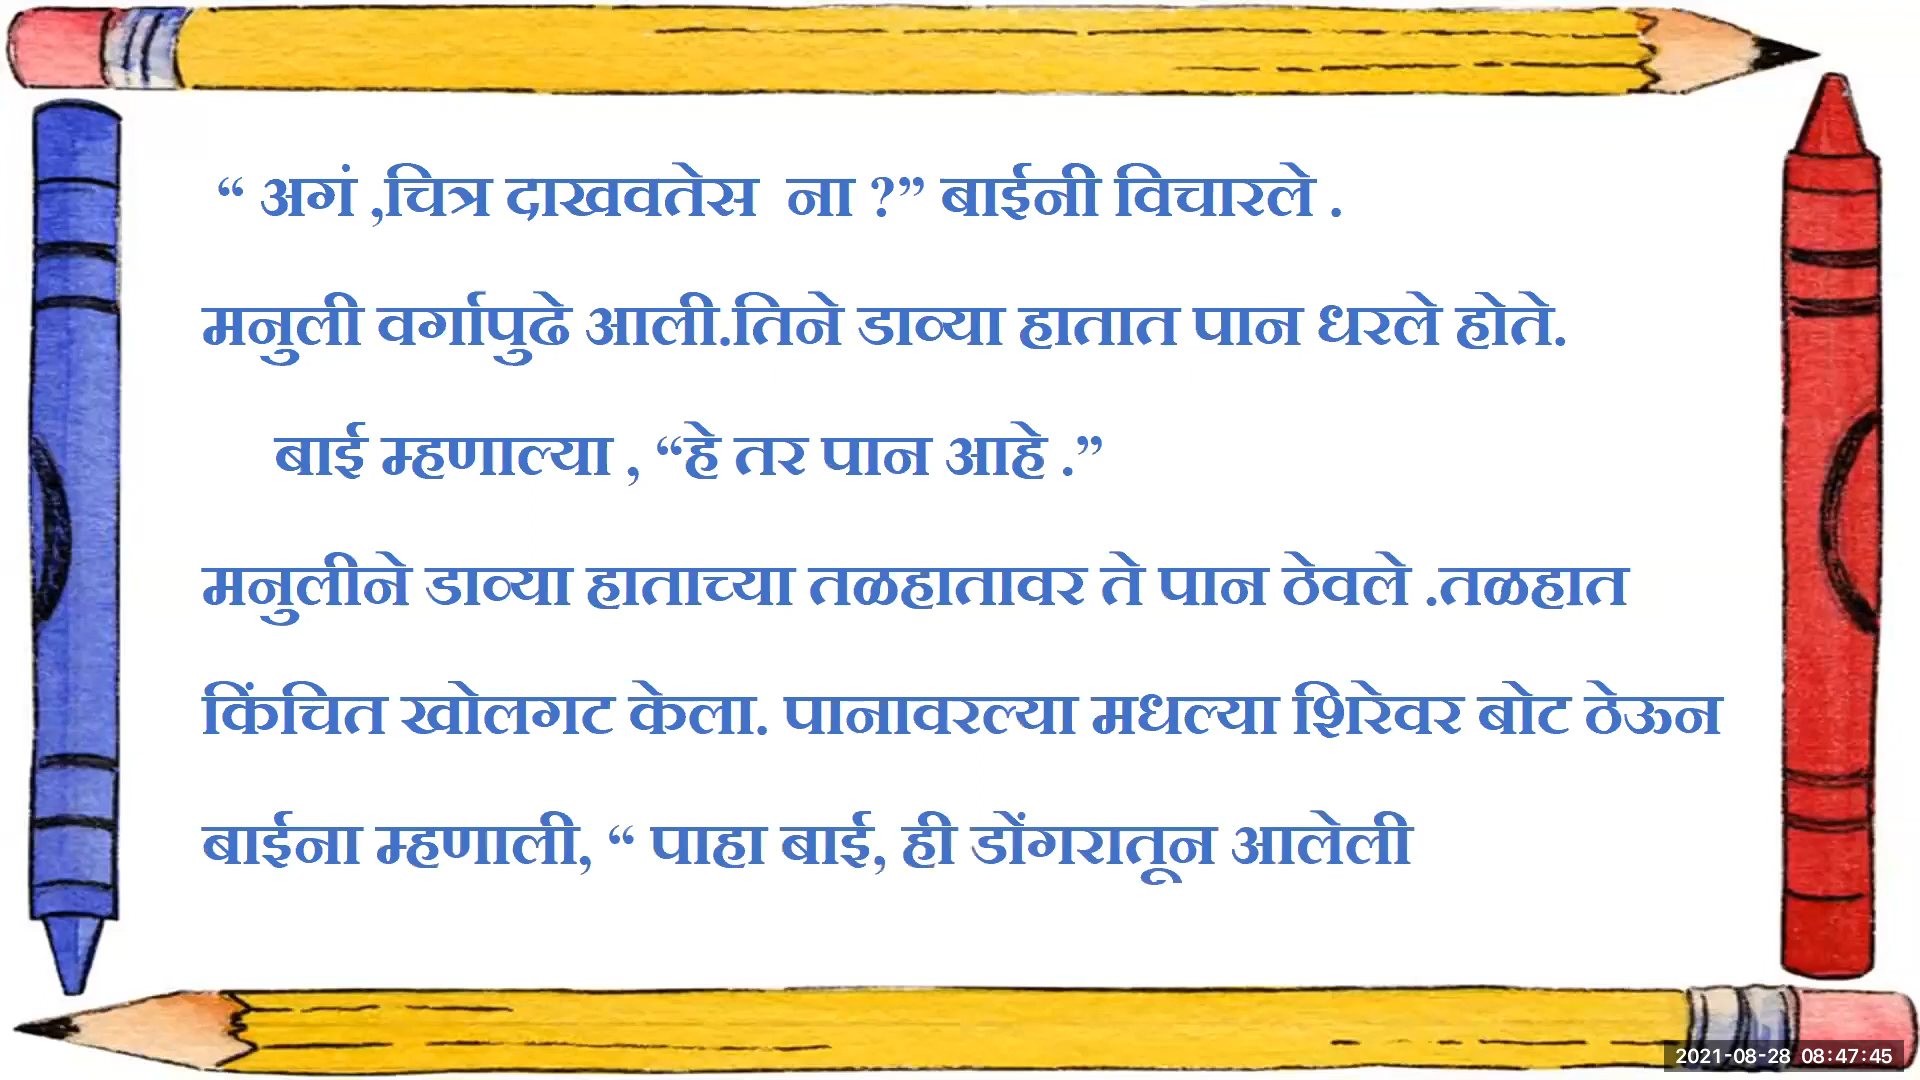 “ अगं ,चित्र दाखवतेस ना ?” बाईनी विचारले .
मनुली वर्गापुढे आली.तिने डाव्या हातात पान धरले होते.
बाई म्हणाल्या , “हे तर पान आहे .”
मनुलीने डाव्या हाताच्या तळहातावर ते पान ठेवले .तळहात
किंचित खोलगट केला. पानावरल्या मधल्या शिरेवर बोट ठेऊन
बाईना म्हणाली, “ पाहा बाई, ही डोंगरातून आलेली
2021-08-28 08:47:45